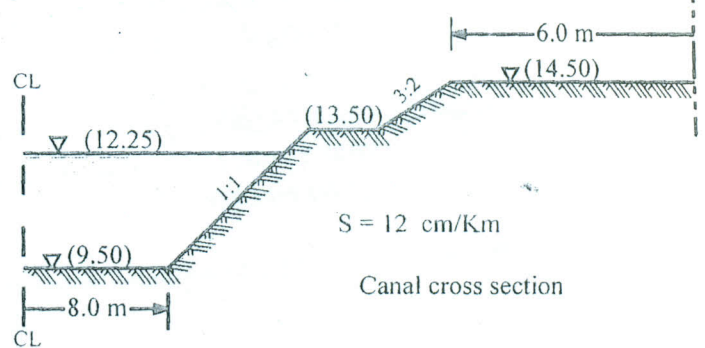 6.0 m
(14.50)
CL
3:2
(13.50)
(12.25)
1:1
S = 12 cm/Km
(9.50)
Canal cross section
8.0 m
CL